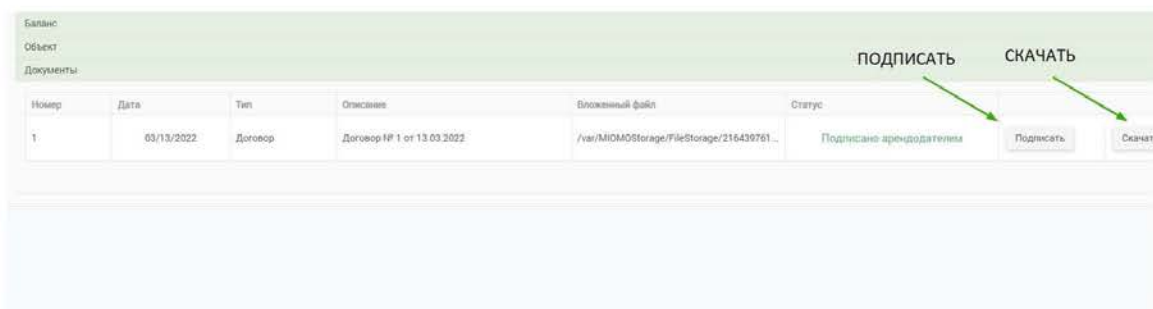 Баланс
Объект
Документы
ПОДПИСАТЬ СКАЧАТЬ
Номер Дата Тип Описание Вложенный файл Статус
1 03/13/2022 Договор Договор № 1 от 13.03.2022 /var/MIOMOStorage/FileStorage/216439761... Подписано арендодателем Подписать Скачат